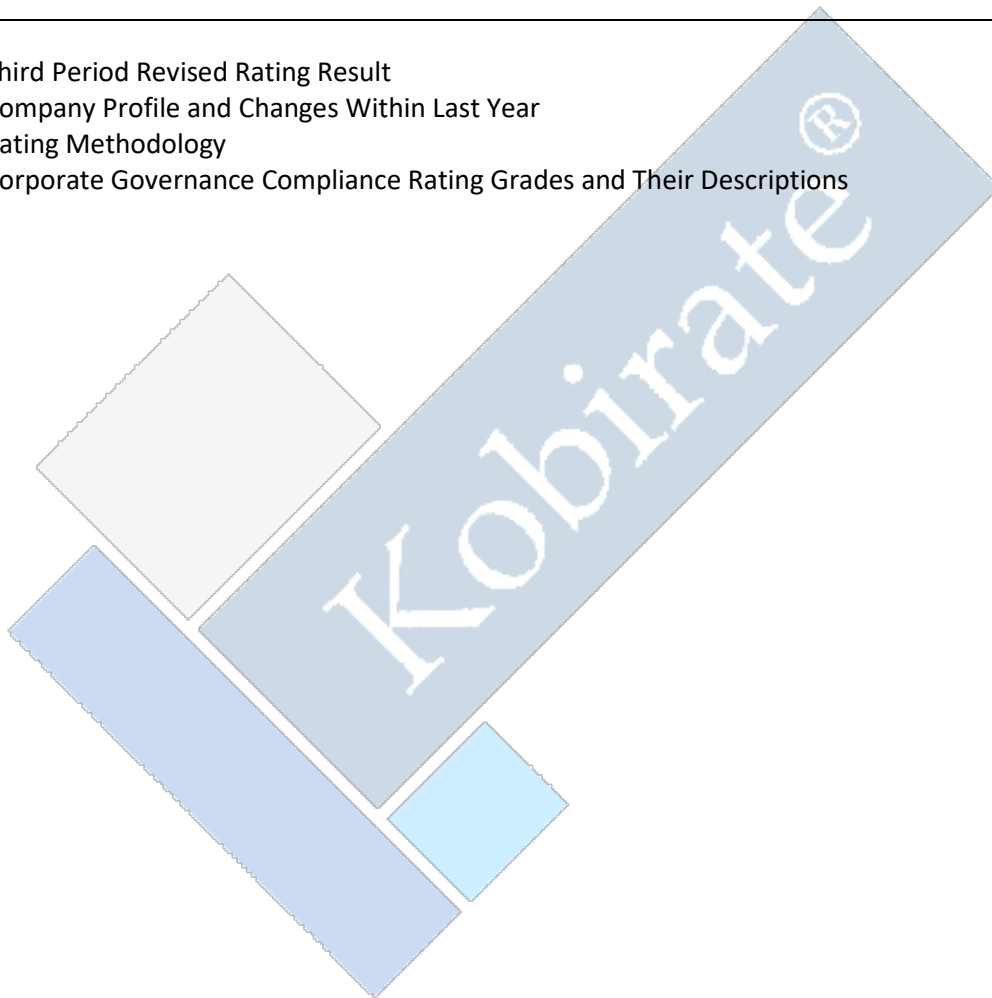 hird Period Revised Rating Result
ompany Profile and Changes Within Last Year
ating Methodology
orporate Governance Compliance Rating Grades and Their Descriptions
Kobirate®